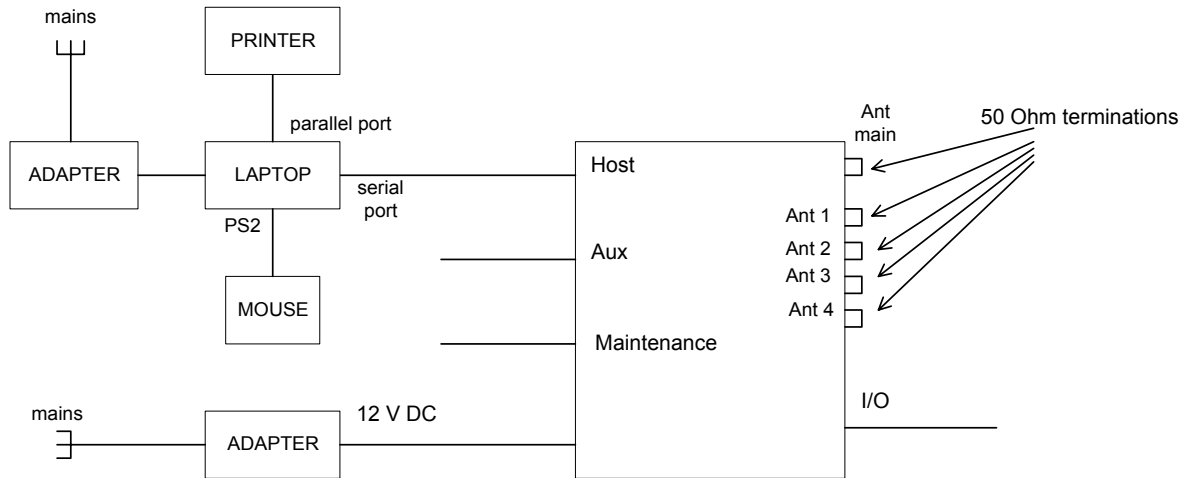 mains
PRINTER
parallel port
Ant
main
50 Ohm terminations
ADAPTER
LAPTOP
serial
port
Host
PS2
Ant 1
Aux
Ant 2
Ant 3
MOUSE
Ant 4
Maintenance
mains
12 V DC
I/O
ADAPTER